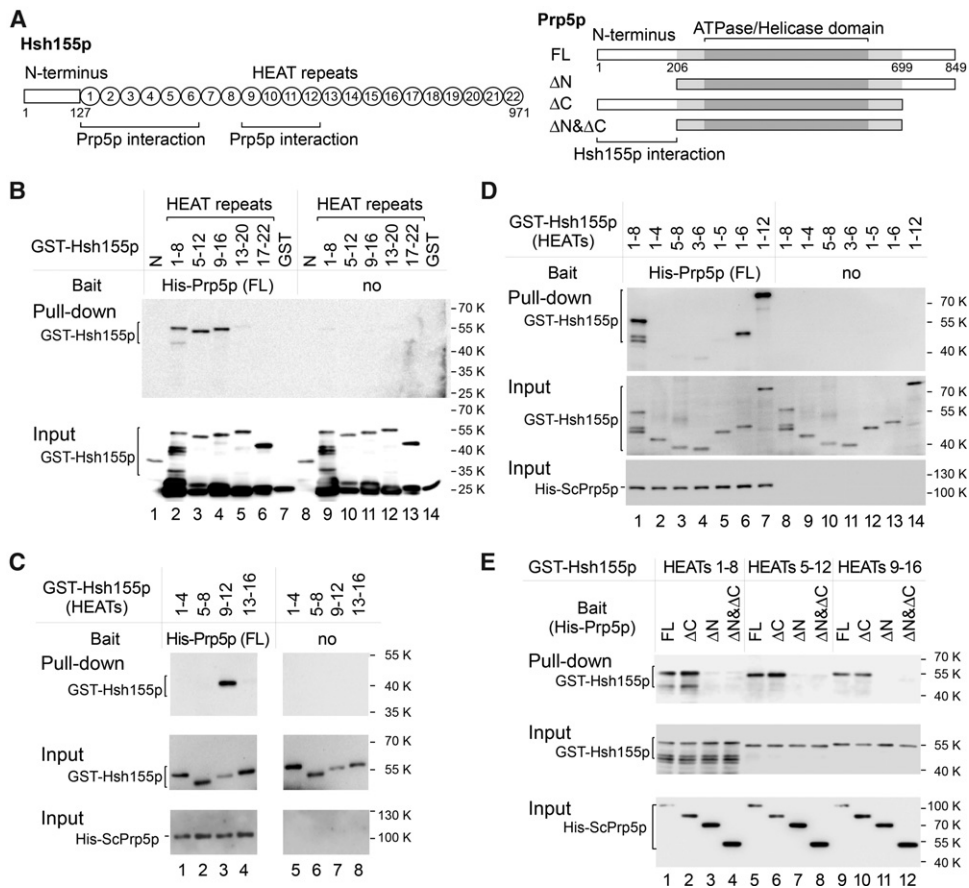 A
Hsh155p
N-terminus HEAT repeats
1 2 3 4 5 6 7 8 9 10 11 12 13 14 15 16 17 18 19 20 21 22
1 127 971
Prp5p interaction Prp5p interaction
Prp5p
N-terminus ATPase/Helicase domain
FL
1 206 699 849
ΔN
ΔC
ΔN&ΔC
Hsh155p interaction
B
HEAT repeats HEAT repeats
GST-Hsh155p N 1-8 5-12 9-16 13-20 17-22 GST N 1-8 5-12 9-16 13-20 17-22 GST
Bait His-Prp5p (FL) no
Pull-down
GST-Hsh155p
70 K
55 K
40 K
35 K
25 K
Input
GST-Hsh155p
70 K
55 K
40 K
35 K
25 K
1 2 3 4 5 6 7 8 9 10 11 12 13 14
C
GST-Hsh155p
(HEATs)
1-4 5-8 9-12 13-16 1-4 5-8 9-12 13-16
Bait His-Prp5p (FL) no
Pull-down
GST-Hsh155p
55 K
40 K
35 K
Input
GST-Hsh155p
70 K
55 K
40 K
Input
His-ScPrp5p
130 K
100 K
1 2 3 4 5 6 7 8
D
GST-Hsh155p
(HEATs)
1-8 1-4 5-8 3-6 1-5 1-6 1-12 1-8 1-4 5-8 3-6 1-5 1-6 1-12
Bait His-Prp5p (FL) no
Pull-down
GST-Hsh155p
70 K
55 K
40 K
Input
GST-Hsh155p
70 K
55 K
40 K
Input
His-ScPrp5p
130 K
100 K
1 2 3 4 5 6 7 8 9 10 11 12 13 14
E
GST-Hsh155p HEATs 1-8 HEATs 5-12 HEATs 9-16
Bait
(His-Prp5p)
FL ΔC ΔN ΔN&ΔC FL ΔC ΔN ΔN&ΔC FL ΔC ΔN ΔN&ΔC
Pull-down
GST-Hsh155p
70 K
55 K
40 K
Input
GST-Hsh155p
55 K
40 K
Input
His-ScPrp5p
100 K
70 K
55 K
40 K
1 2 3 4 5 6 7 8 9 10 11 12